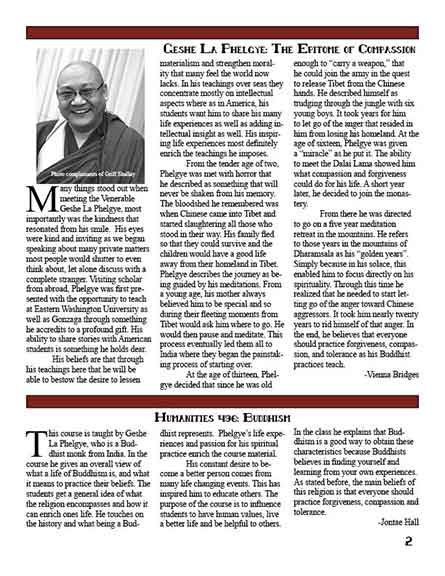 Geshe La Phelgye: The Epitome of Compassion
Photo compliments of Griff Shelley
Many things stood out when
meeting the Venerable
Geshe La Phelgye, most
importantly was the kindness that
resonated from his smile. His eyes
were kind and inviting as we began
speaking about many private matters
most people would shutter to even
think about, let alone discuss with a
complete stranger. Visiting scholar
from abroad, Phelgye was first pre-
sented with the opportunity to teach
at Eastern Washington University as
well as Gonzaga through something
he accredits to a profound gift. His
ability to share stories with American
students is something he holds dear.
His beliefs are that through
his teachings here that he will be
able to bestow the desire to lessen
materialism and strengthen moral-
ity that many feel the world now
lacks. In his teachings over seas they
concentrate mostly on intellectual
aspects where as in America, his
students want him to share his many
life experiences as well as adding in-
tellectual insight as well. His inspir-
ing life experiences most definitely
enrich the teachings he imposes.
From the tender age of two,
Phelgye was met with horror that
he described as something that will
never be shaken from his memory.
The bloodshed he remembered was
when Chinese came into Tibet and
started slaughtering all those who
stood in their way. His family fled
so that they could survive and the
children would have a good life
away from their homeland in Tibet.
Phelgye describes the journey as be-
ing guided by his meditations. From
a young age, his mother always
believed him to be special and so
during their fleeting moments from
Tibet would ask him where to go. He
would then pause and meditate. This
process eventually led them all to
India where they began the painstak-
ing process of starting over.
At the age of thirteen, Phel-
gye decided that since he was old
enough to "carry a weapon," that
he could join the army in the quest
to release Tibet from the Chinese
hands. He described himself as
trudging through the jungle with six
young boys. It took years for him
to let go of the anger that resided in
him from losing his homeland. At the
age of sixteen, Phelgye was given
a "miracle" as he put it. The ability
to meet the Dalai Lama showed him
what compassion and forgiveness
could do for his life. A short year
later, he decided to join the monas-
tery.
From there he was directed
to go on a five year meditation
retreat in the mountains. He refers
to those years in the mountains of
Dharamsala as his "golden years".
Simply because in his solace, this
enabled him to focus directly on his
spirituality. Through this time he
realized that he needed to start let-
ting go of the anger toward Chinese
aggressors. It took him nearly twenty
years to rid himself of that anger. In
the end, he believes that everyone
should practice forgiveness, compas-
sion, and tolerance as his Buddhist
practices teach.
-Vienna Bridges
Humanities 496: Buddhism
This course is taught by Geshe
La Phelgye, who is a Bud-
dhist monk from India. In the
course he gives an overall view of
what a life of Buddhism is, and what
it means to practice their beliefs. The
students get a general idea of what
the religion encompasses and how it
can enrich ones life. He touches on
the history and what being a Bud-
dhist represents. Phelgye's life expe-
riences and passion for his spiritual
practice enrich the course material.
His constant desire to be-
come a better person comes from
many life changing events. This has
inspired him to educate others. The
purpose of the course is to influence
students to have human values, live
a better life and be helpful to others.
In the class he explains that Bud-
dhism is a good way to obtain these
characteristics because Buddhists
believes in finding yourself and
learning from your own experiences.
As stated before, the main beliefs of
this religion is that everyone should
practice forgiveness, compassion and
tolerance.
-Jontae Hall
2